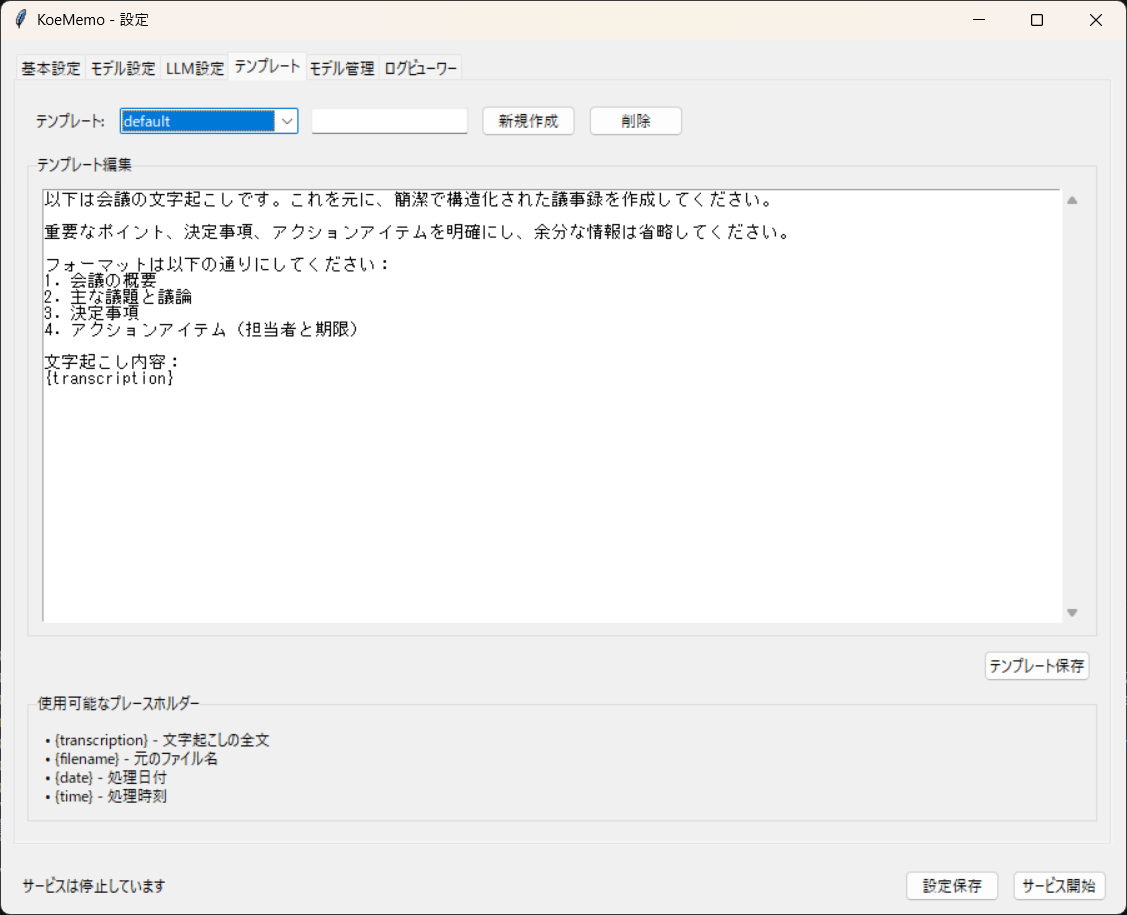 KoeMemo - 設定
基本設定 モデル設定 LLM設定 テンプレート モデル管理 ログビューワー
テンプレート: default 新規作成 削除
テンプレート編集
以下は会議の文字起こしです。これを元に、簡潔で構造化された議事録を作成してください。
重要なポイント、決定事項、アクションアイテムを明確にし、余分な情報は省略してください。
フォーマットは以下の通りにしてください：
1. 会議の概要
2. 主な議題と議論
3. 決定事項
4. アクションアイテム（担当者と期限）
文字起こし内容：
{transcription}
テンプレート保存
使用可能なプレースホルダー
• {transcription} - 文字起こしの全文
• {filename} - 元のファイル名
• {date} - 処理日付
• {time} - 処理時刻
サービスは停止しています 設定保存 サービス開始